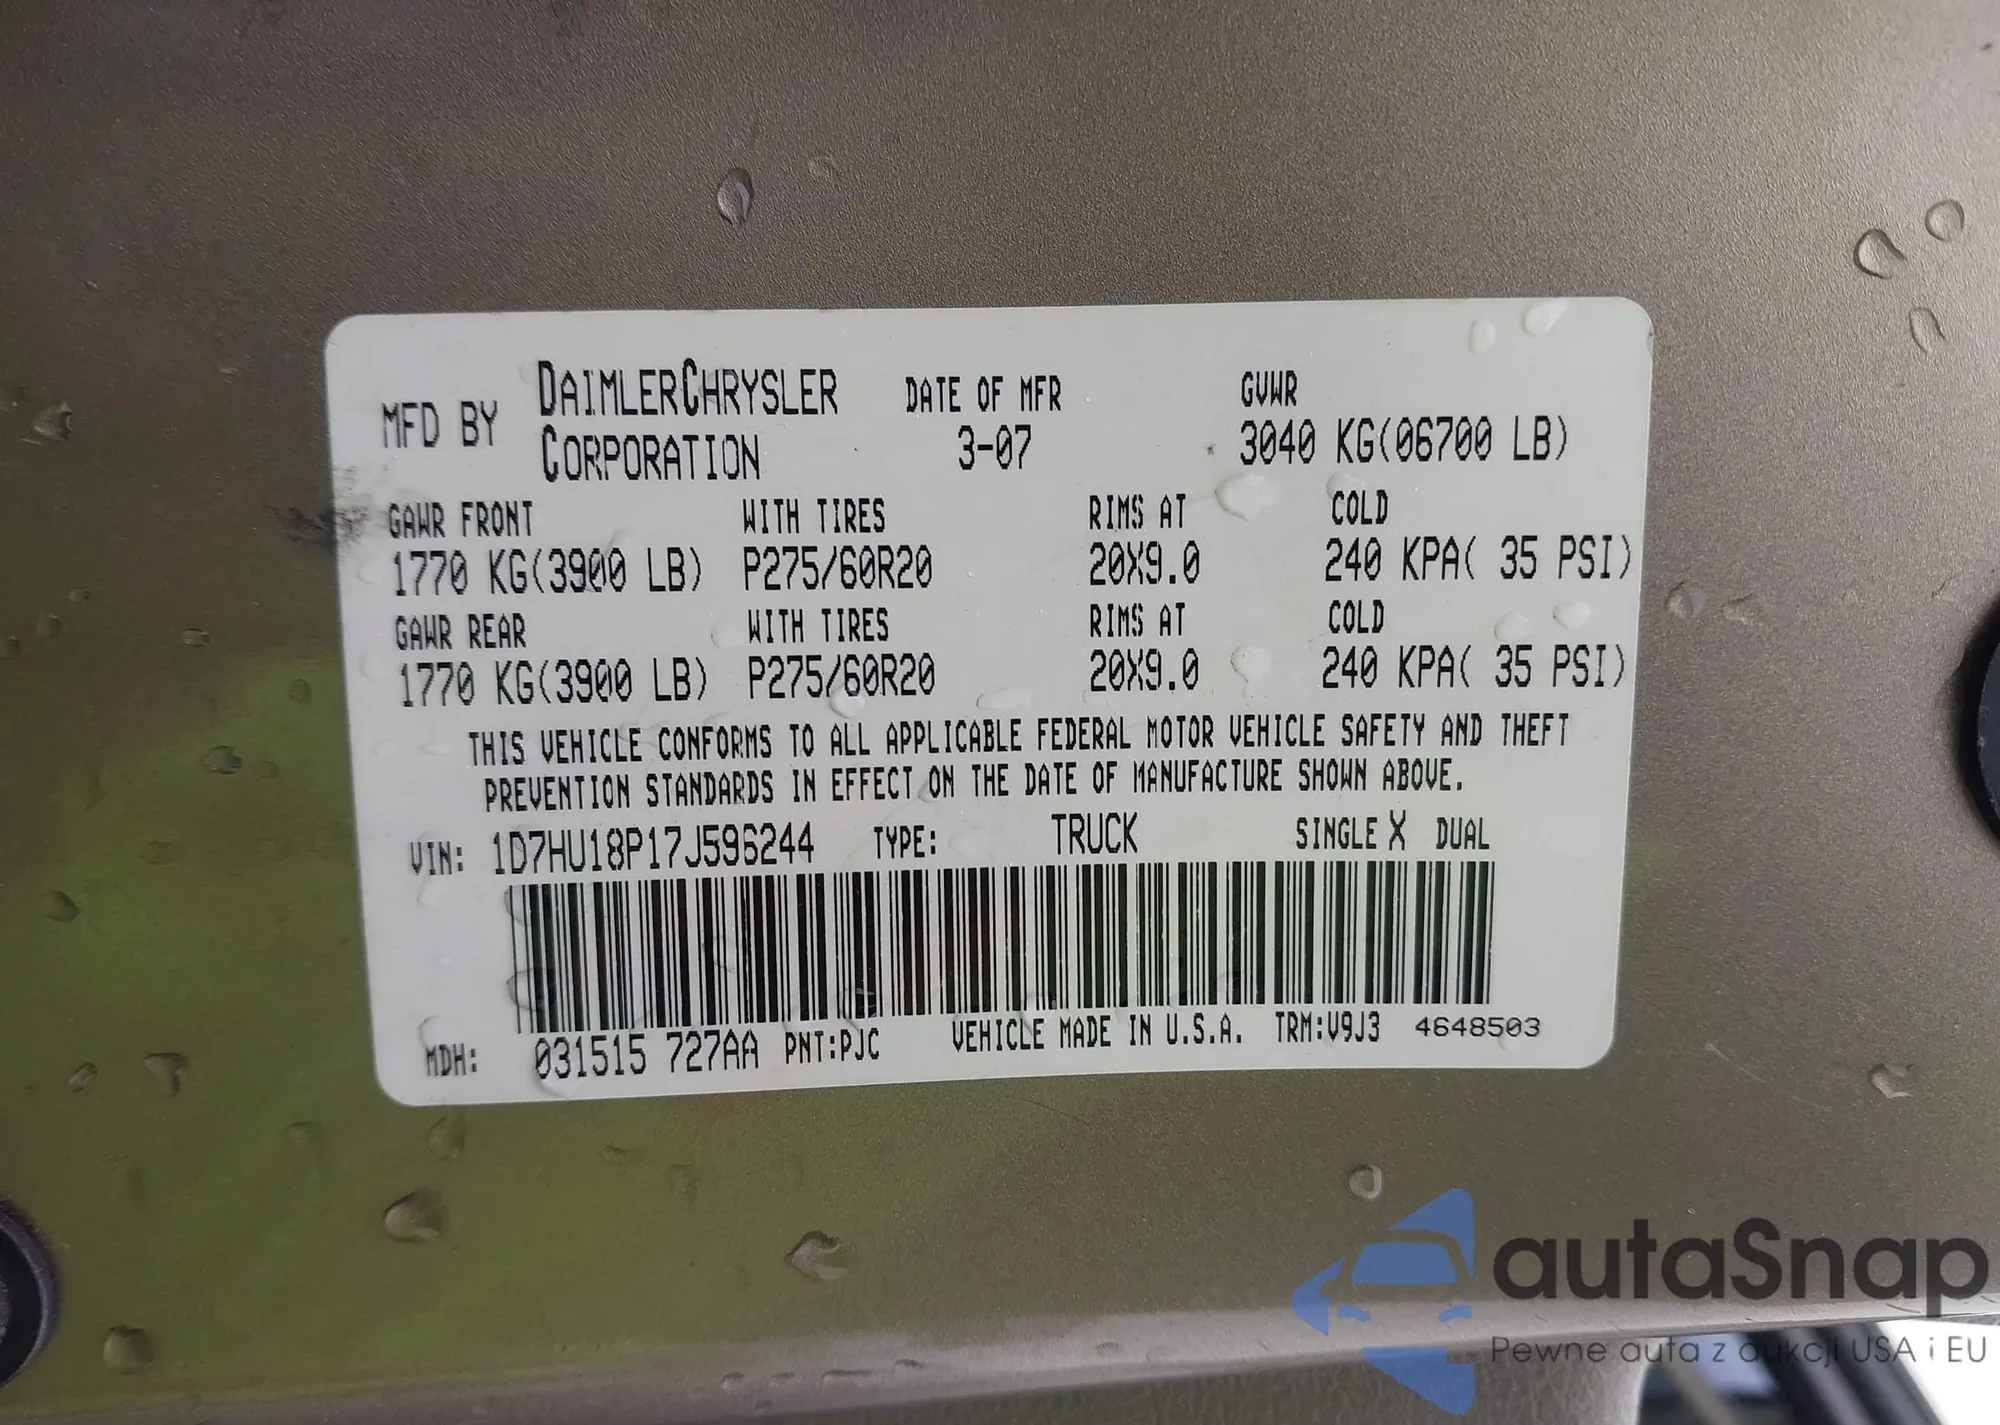 MFD BY DAIMLERCHRYSLER CORPORATION DATE OF MFR 3-07 GVWR 3040 KG(06700 LB)
GAWR FRONT WITH TIRES RIMS AT COLD
1770 KG(3900 LB) P275/60R20 20X9.0 240 KPA( 35 PSI)
GAWR REAR WITH TIRES RIMS AT COLD
1770 KG(3900 LB) P275/60R20 20X9.0 240 KPA( 35 PSI)
THIS VEHICLE CONFORMS TO ALL APPLICABLE FEDERAL MOTOR VEHICLE SAFETY AND THEFT
PREVENTION STANDARDS IN EFFECT ON THE DATE OF MANUFACTURE SHOWN ABOVE.
VIN: 1D7HU18P17J596244 TYPE: TRUCK SINGLE X DUAL
MDH: 031515 727AA PNT:PJC VEHICLE MADE IN U.S.A. TRM:V9J3 4648503
autaSnap
Pewne auta z aukcji USA i EU